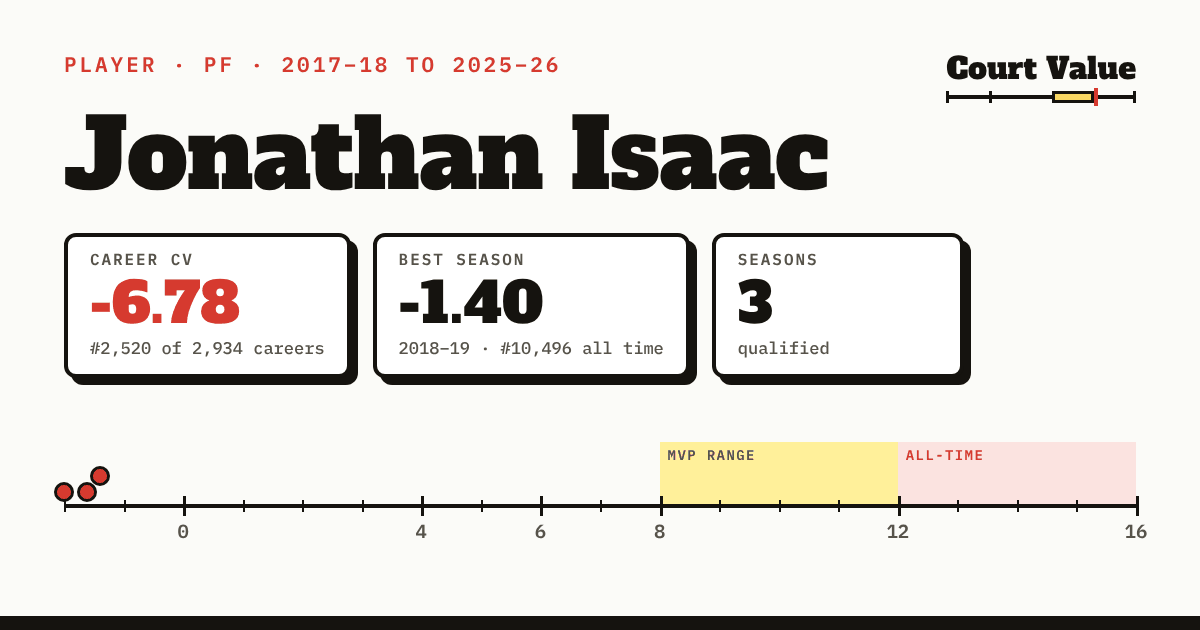 PLAYER · PF · 2017–18 TO 2025–26
Court Value
Jonathan Isaac
CAREER CV
-6.78
#2,520 of 2,934 careers
BEST SEASON
-1.40
2018–19 · #10,496 all time
SEASONS
3
qualified
MVP RANGE
ALL-TIME
0 4 6 8 12 16